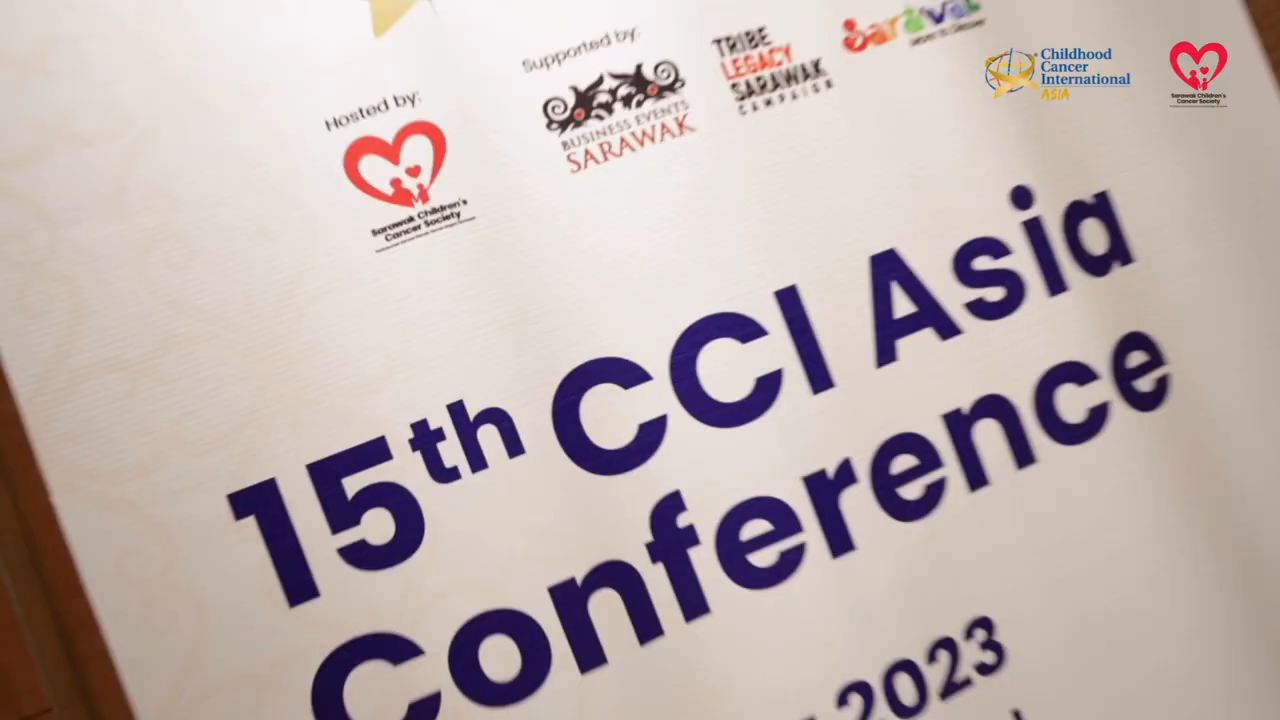 Hosted by:
Sarawak Children's
Cancer Society
Supported by:
BUSINESS EVENTS
SARAWAK
TRIBE
LEGACY
SARAWAK
CAMPAIGN
Sarawak
Childhood
Cancer
International
ASIA
Sarawak Children's
Cancer Society
15th CCI Asia
Conference
2023